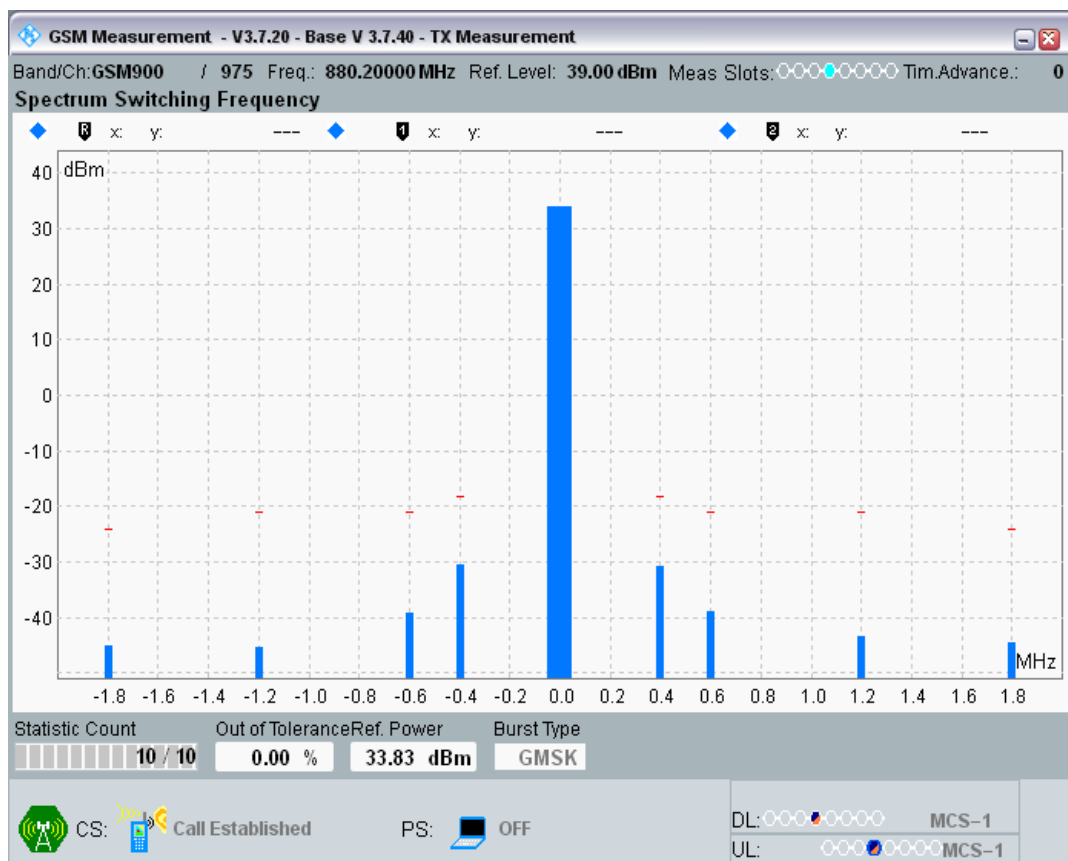 GSM Measurement - V3.7.20 - Base V 3.7.40 - TX Measurement
Band/Ch:GSM900 / 975 Freq.: 880.20000 MHz Ref. Level: 39.00 dBm Meas Slots: Tim.Advance.: 0
Spectrum Switching Frequency
R x: y: --- 1 x: y: --- 2 x: y: ---
dBm
40
30
20
10
0
-10
-20
-30
-40
MHz
-1.8 -1.6 -1.4 -1.2 -1.0 -0.8 -0.6 -0.4 -0.2 0.0 0.2 0.4 0.6 0.8 1.0 1.2 1.4 1.6 1.8
Statistic Count Out of Tolerance Ref. Power Burst Type
10 / 10 0.00 % 33.83 dBm GMSK
CS: Call Established PS: OFF
DL: MCS-1
UL: MCS-1